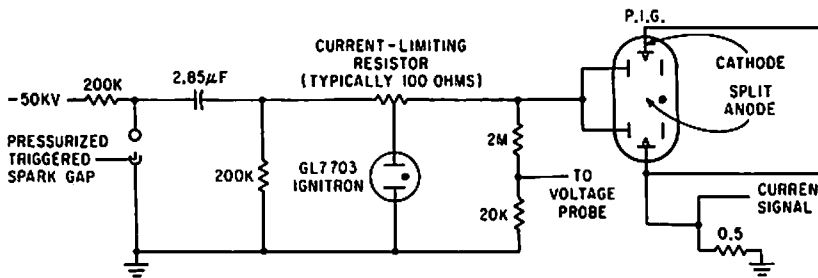 P.I.G.
CURRENT-LIMITING
RESISTOR
(TYPICALLY 100 OHMS)
CATHODE
SPLIT
ANODE
200K
2.85μF
-50KV
PRESSURIZED
TRIGGERED
SPARK GAP
200K
GL7703
IGNITRON
2M
TO
VOLTAGE
PROBE
20K
CURRENT
SIGNAL
0.5